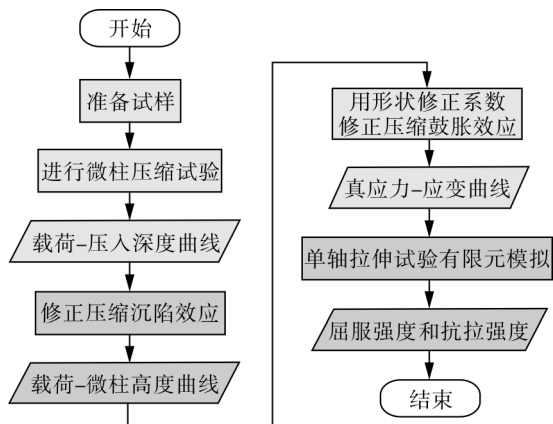 开始
准备试样
进行微柱压缩试验
载荷-压入深度曲线
修正压缩沉陷效应
载荷-微柱高度曲线
用形状修正系数
修正压缩鼓胀效应
真应力-应变曲线
单轴拉伸试验有限元模拟
屈服强度和抗拉强度
结束